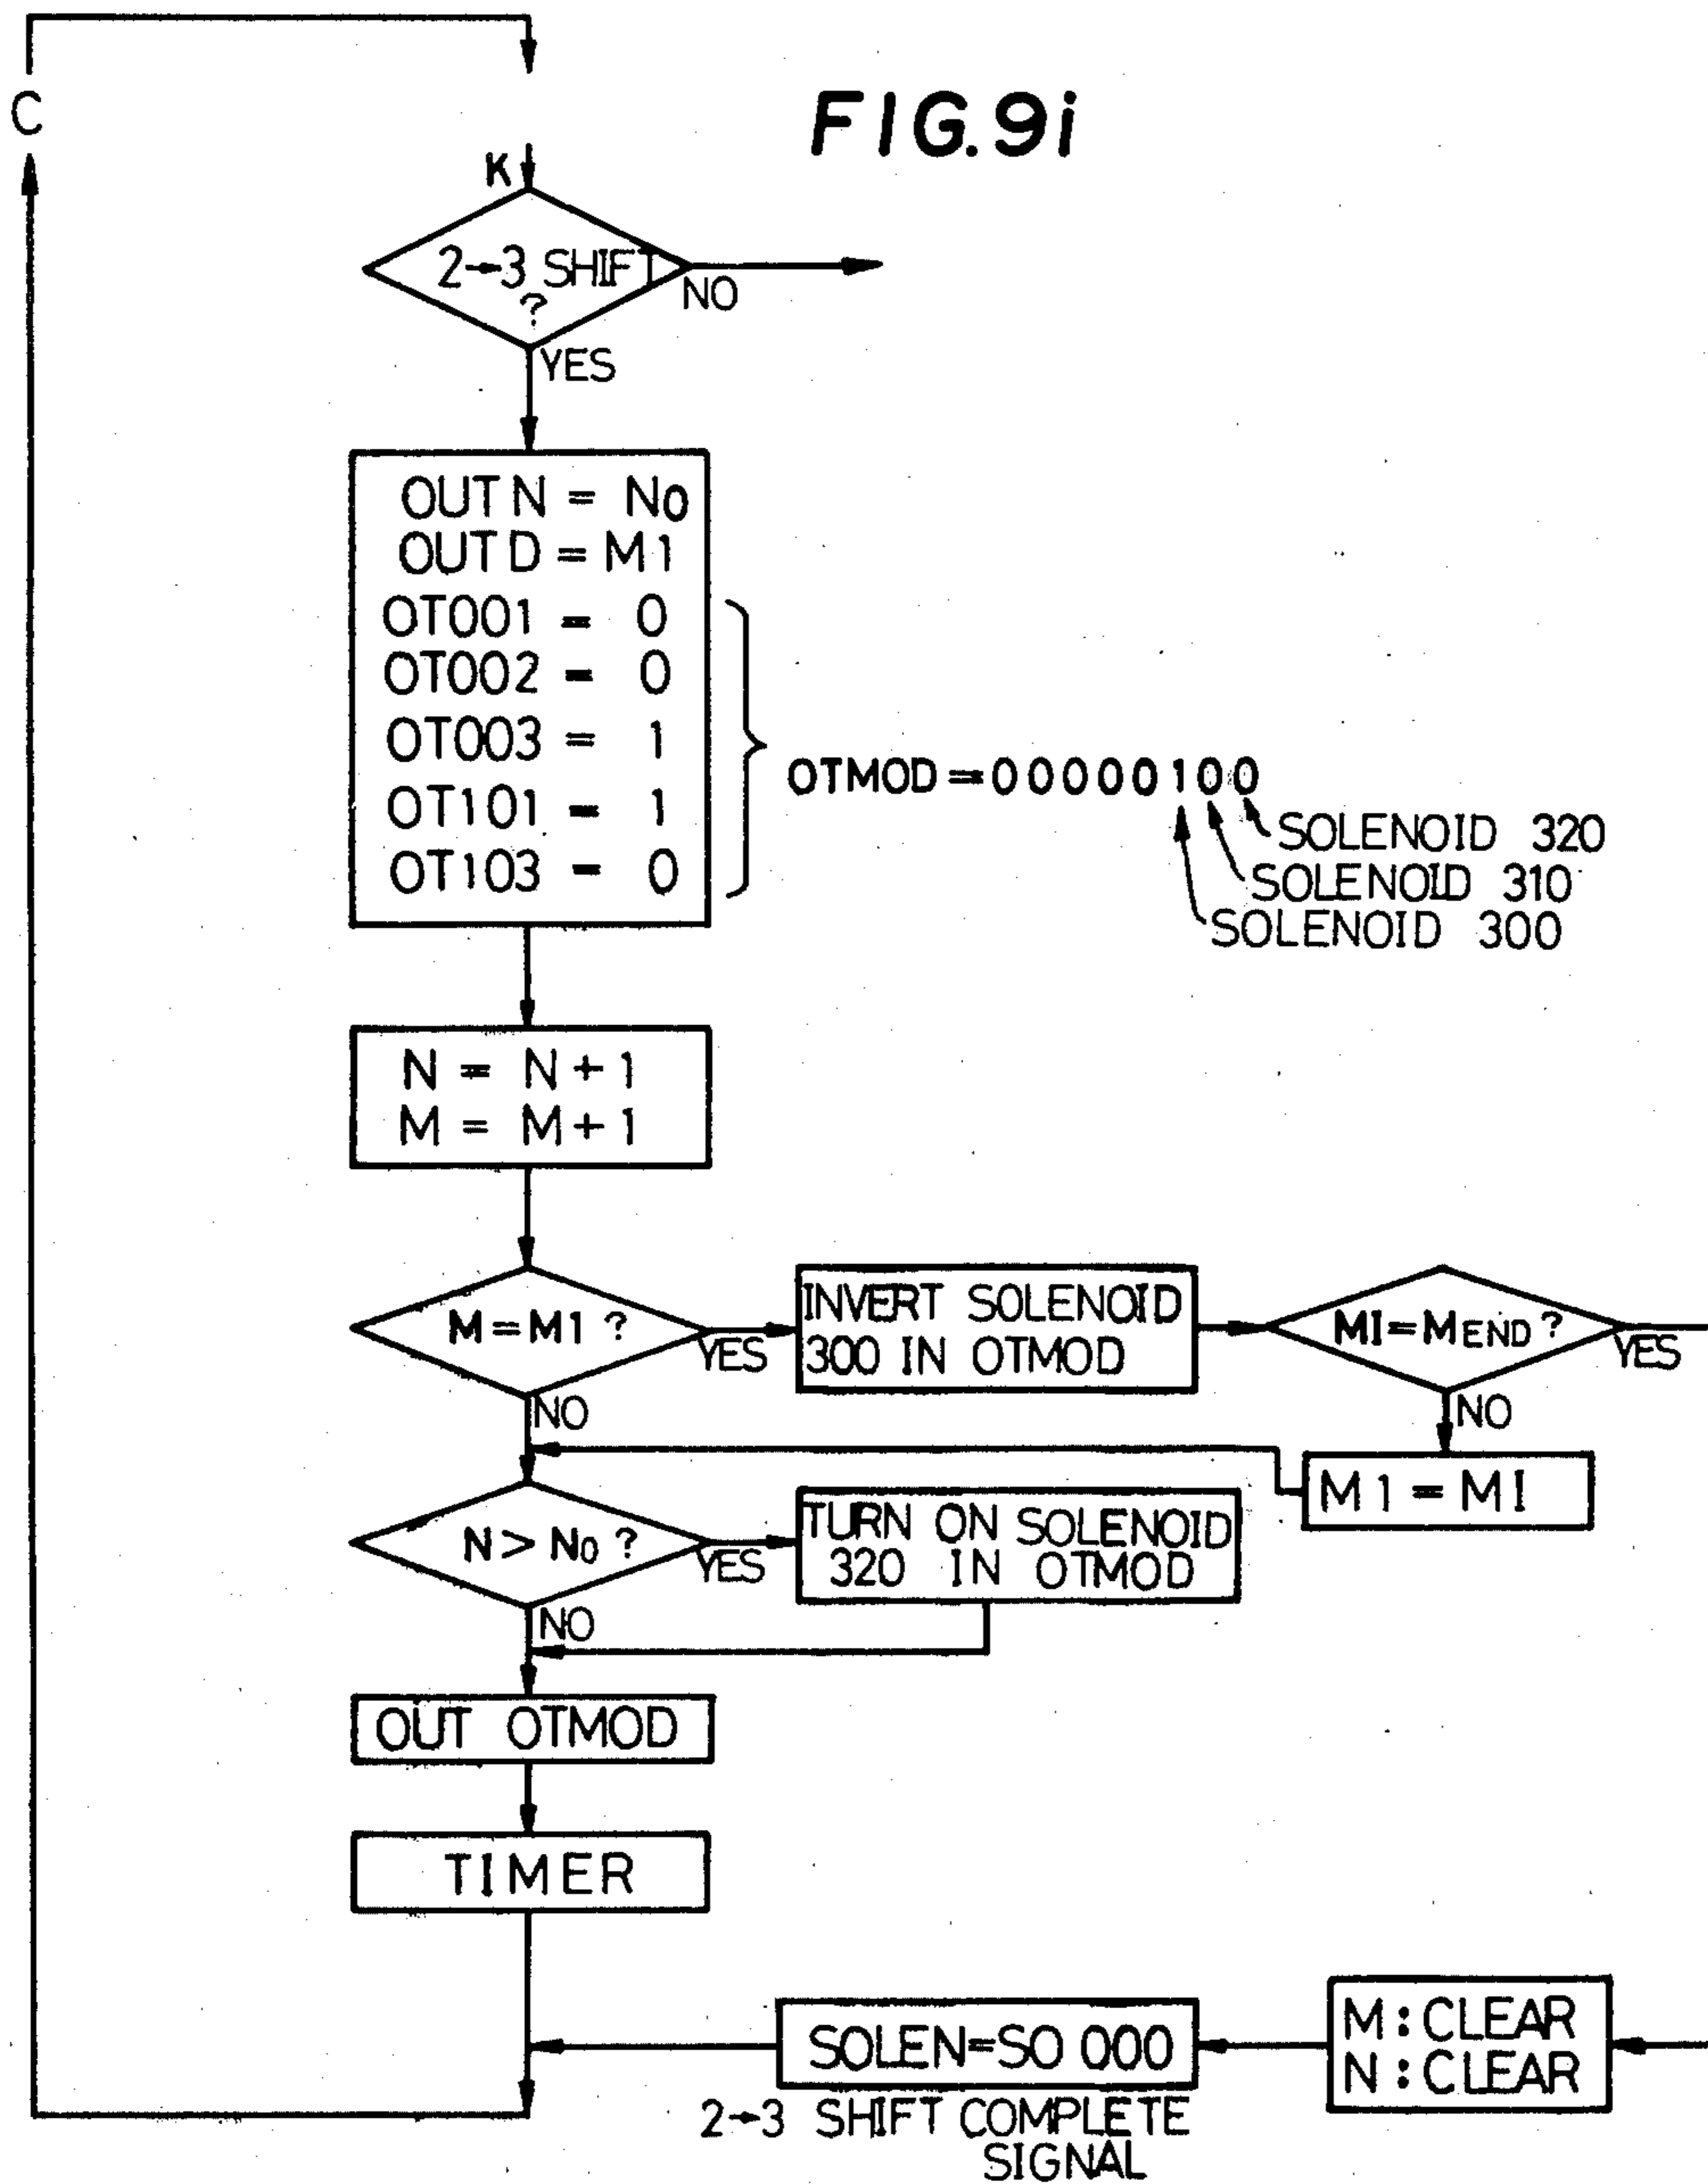 C
FIG.9i
K
2→3 SHIFT
?
NO
YES
OUT N = No
OUT D = M1
OT001 = 0
OT002 = 0
OT003 = 1
OT101 = 1
OT103 = 0
OTMOD = 00000100
SOLENOID 320
SOLENOID 310
SOLENOID 300
N = N + 1
M = M + 1
M = M1 ?
YES
NO
INVERT SOLENOID
300 IN OTMOD
MI = MEND ?
YES
NO
M1 = MI
N > No ?
YES
NO
TURN ON SOLENOID
320 IN OTMOD
OUT OTMOD
TIMER
M : CLEAR
N : CLEAR
SOLEN = SO 000
2→3 SHIFT COMPLETE
SIGNAL